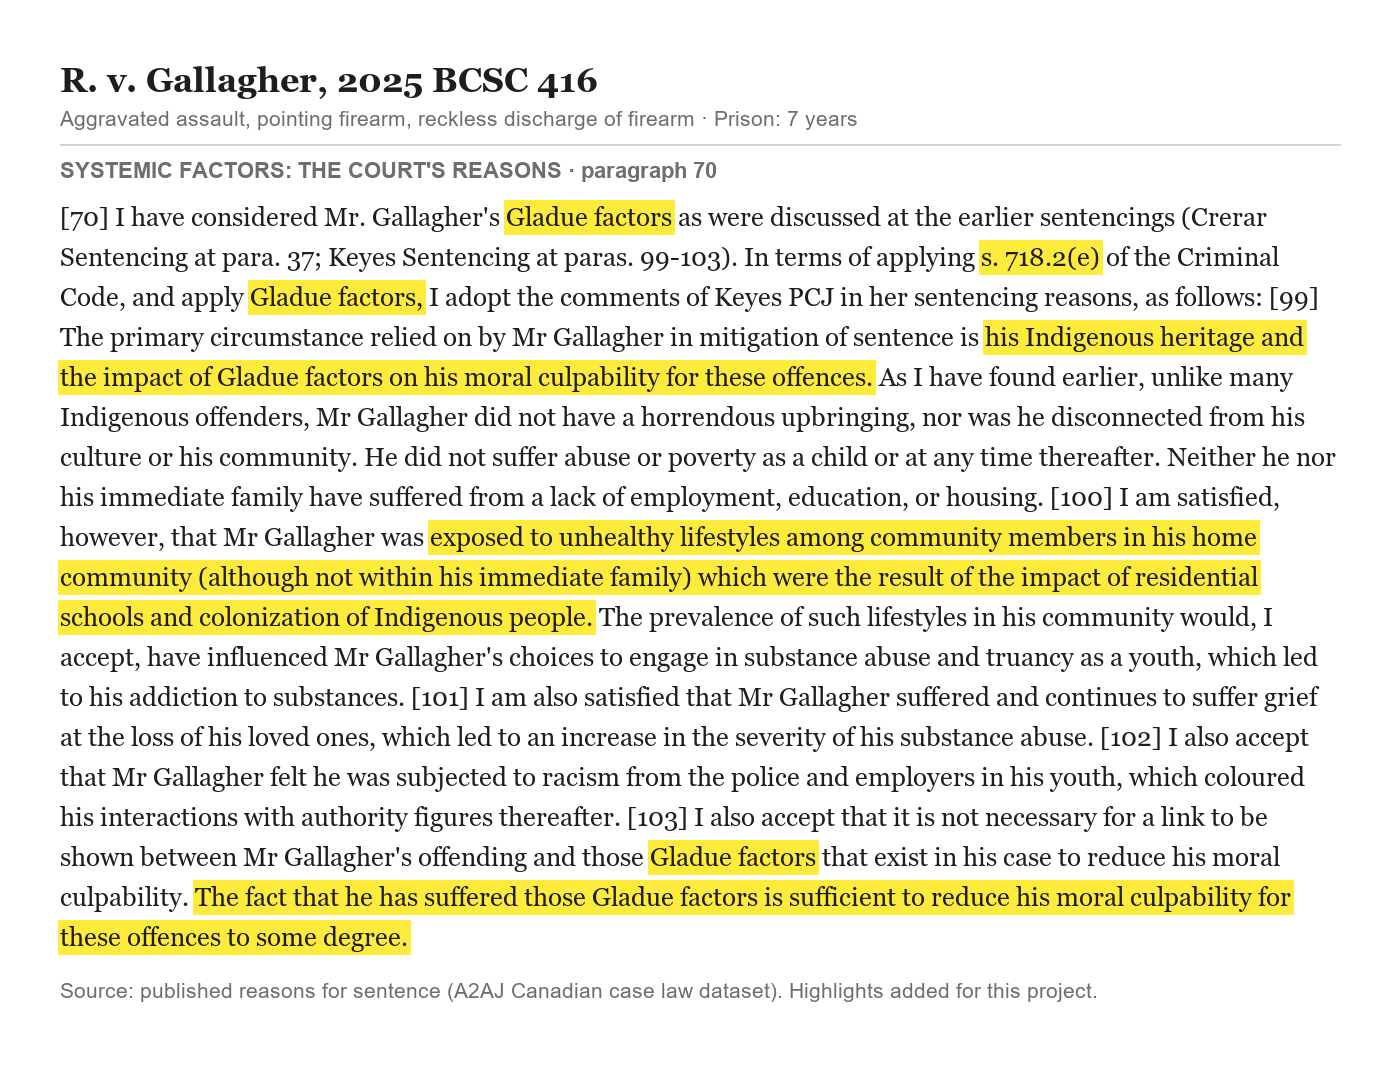 R. v. Gallagher, 2025 BCSC 416
Aggravated assault, pointing firearm, reckless discharge of firearm · Prison: 7 years
SYSTEMIC FACTORS: THE COURT'S REASONS · paragraph 70
[70] I have considered Mr. Gallagher's Gladue factors as were discussed at the earlier sentencings (Crerar
Sentencing at para. 37; Keyes Sentencing at paras. 99-103). In terms of applying s. 718.2(e) of the Criminal
Code, and apply Gladue factors, I adopt the comments of Keyes PCJ in her sentencing reasons, as follows: [99]
The primary circumstance relied on by Mr Gallagher in mitigation of sentence is his Indigenous heritage and
the impact of Gladue factors on his moral culpability for these offences. As I have found earlier, unlike many
Indigenous offenders, Mr Gallagher did not have a horrendous upbringing, nor was he disconnected from his
culture or his community. He did not suffer abuse or poverty as a child or at any time thereafter. Neither he nor
his immediate family have suffered from a lack of employment, education, or housing. [100] I am satisfied,
however, that Mr Gallagher was exposed to unhealthy lifestyles among community members in his home
community (although not within his immediate family) which were the result of the impact of residential
schools and colonization of Indigenous people. The prevalence of such lifestyles in his community would, I
accept, have influenced Mr Gallagher's choices to engage in substance abuse and truancy as a youth, which led
to his addiction to substances. [101] I am also satisfied that Mr Gallagher suffered and continues to suffer grief
at the loss of his loved ones, which led to an increase in the severity of his substance abuse. [102] I also accept
that Mr Gallagher felt he was subjected to racism from the police and employers in his youth, which coloured
his interactions with authority figures thereafter. [103] I also accept that it is not necessary for a link to be
shown between Mr Gallagher's offending and those Gladue factors that exist in his case to reduce his moral
culpability. The fact that he has suffered those Gladue factors is sufficient to reduce his moral culpability for
these offences to some degree.
Source: published reasons for sentence (A2AJ Canadian case law dataset). Highlights added for this project.